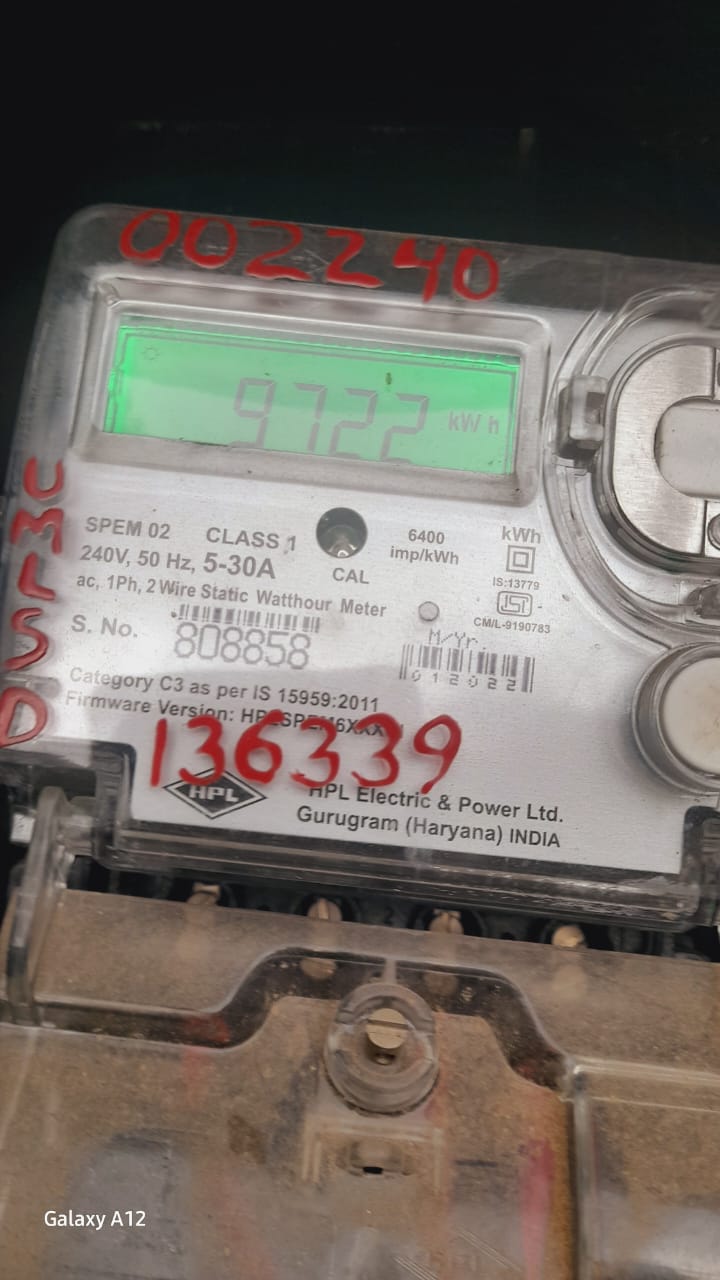 002240
9722 kWh
UMLSD
SPEM 02 CLASS 1
240V, 50 Hz, 5-30A
ac, 1Ph, 2 Wire Static Watthour Meter
CAL
6400
imp/kWh
kWh
IS:13779
ISI
CM/L-9190783
S. No. 808858
M/Yr.
012022
Category C3 as per IS 15959:2011
Firmware Version:
136339
HPL
HPL Electric & Power Ltd.
Gurugram (Haryana) INDIA
Galaxy A12